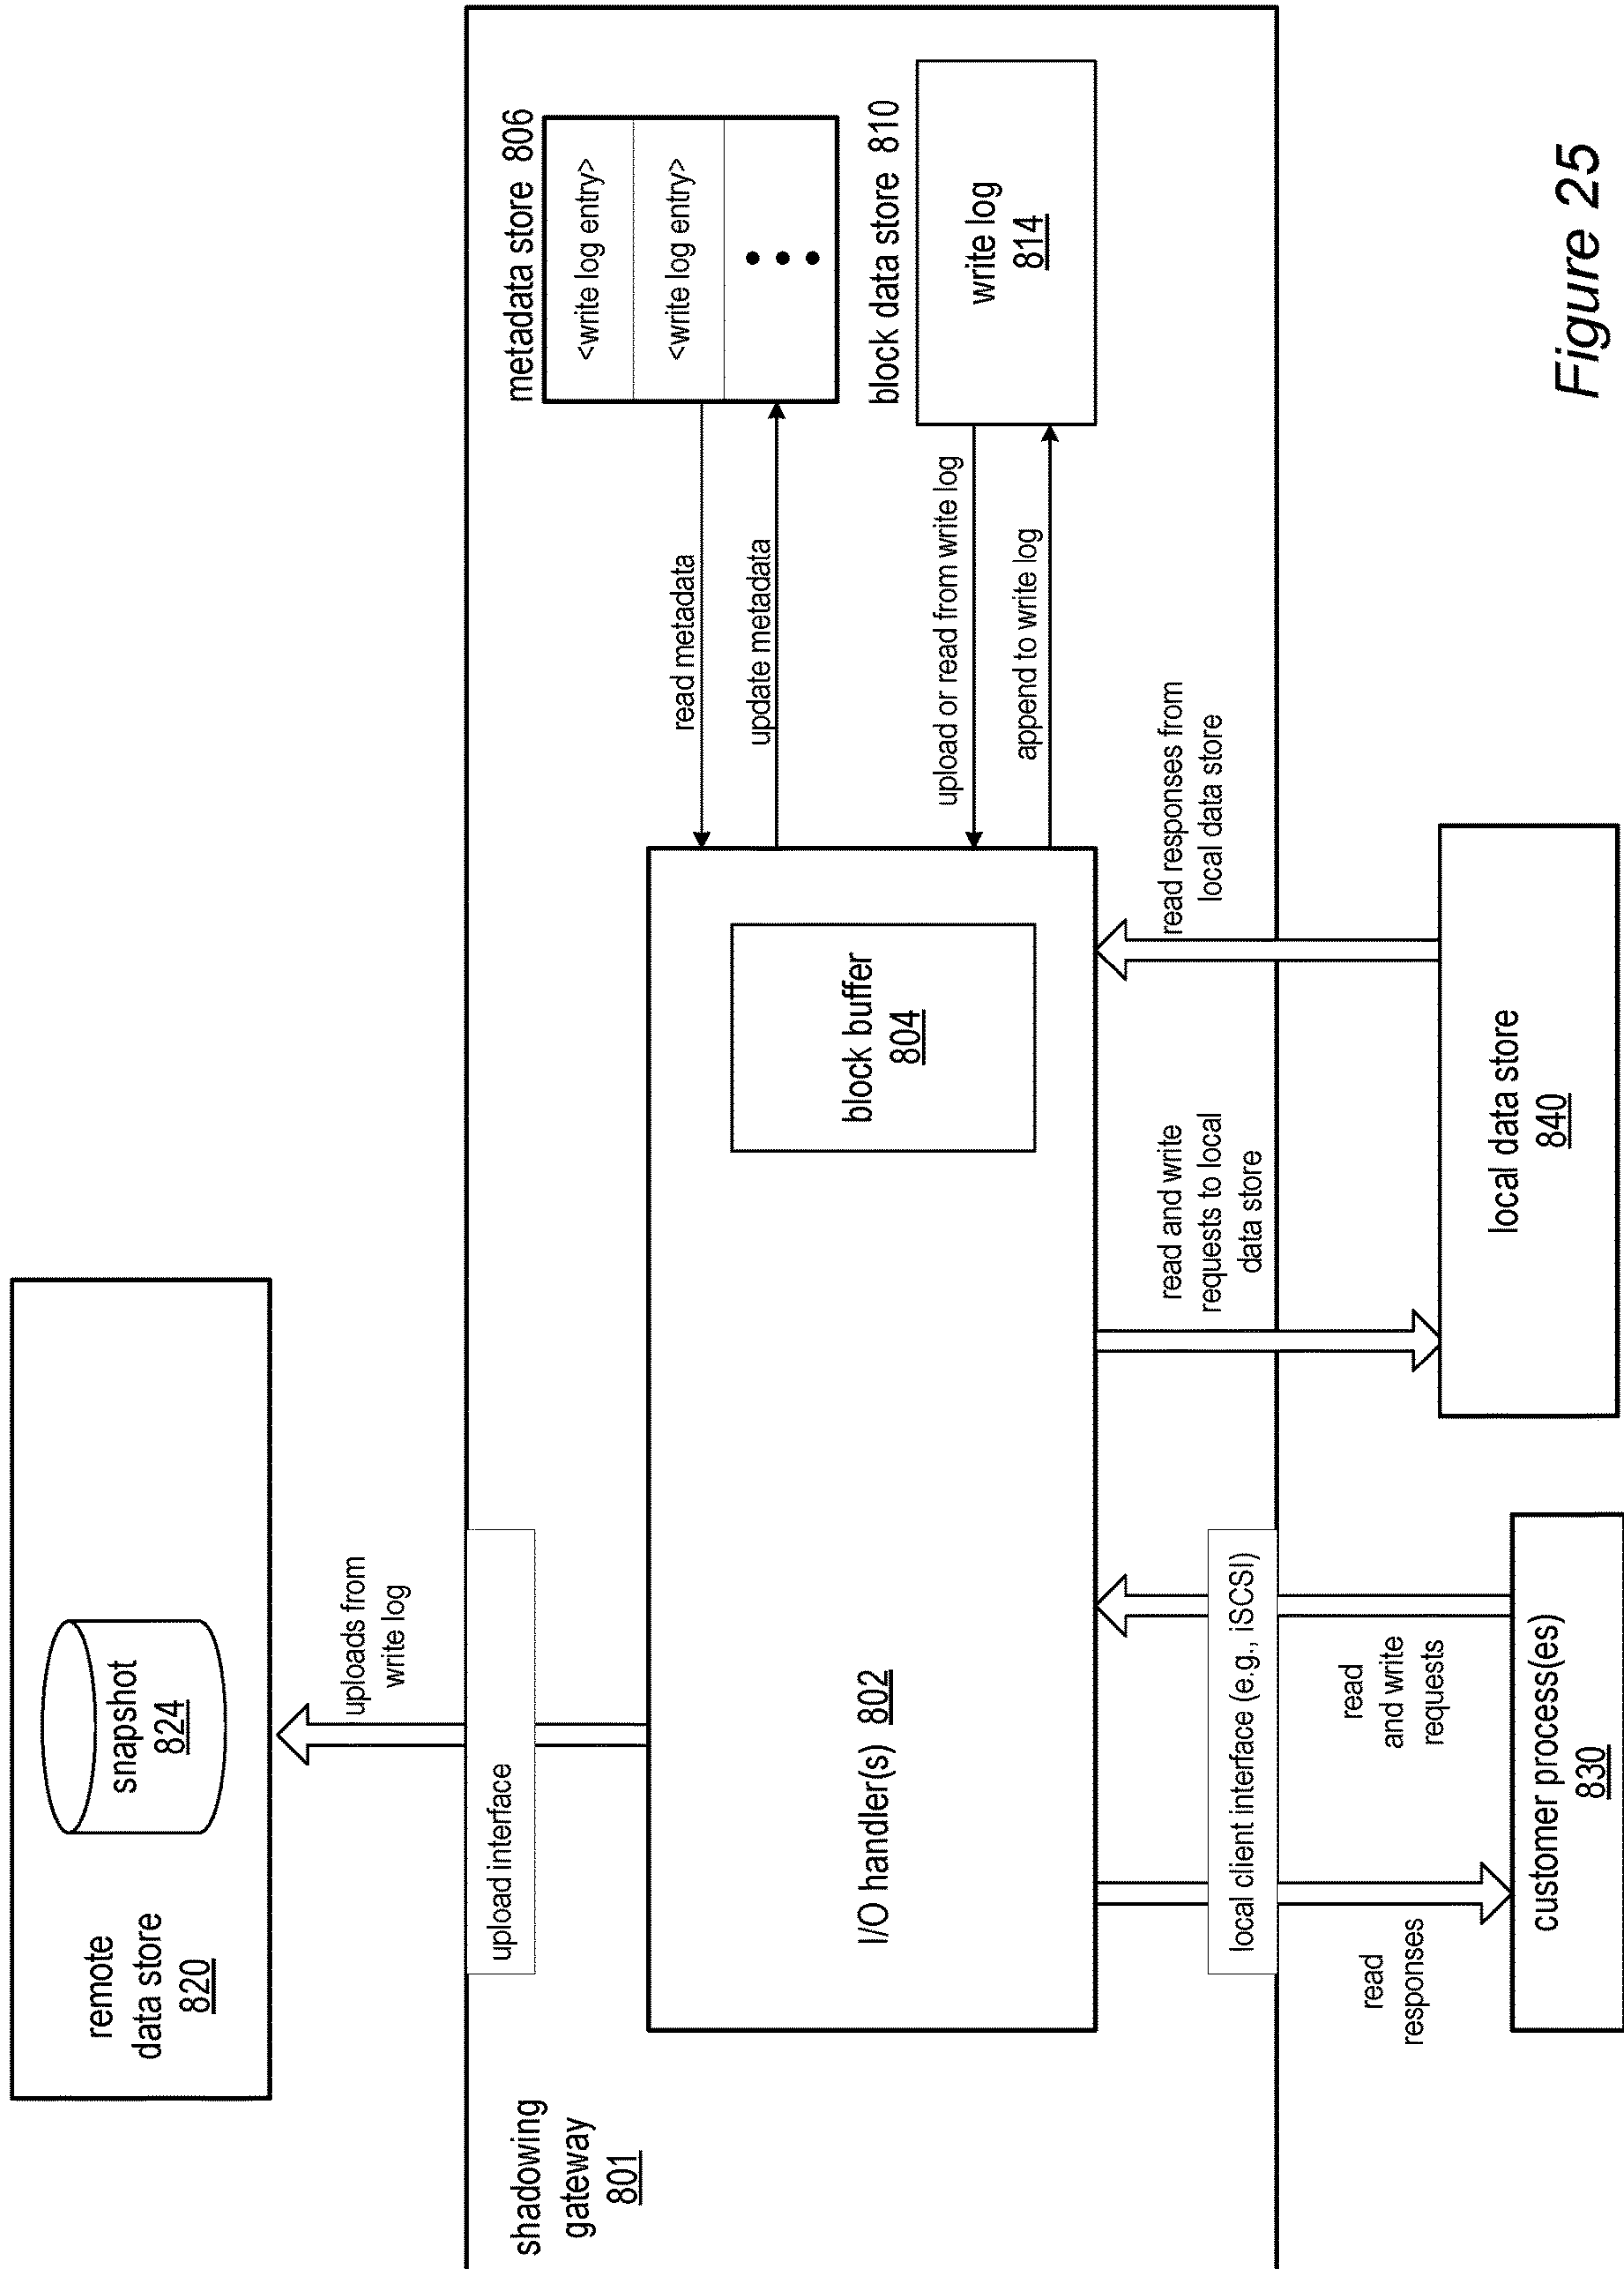 remote
data store
820
snapshot
824
uploads from
write log
shadowing
gateway
801
upload interface
I/O handler(s) 802
block buffer
804
read metadata
update metadata
metadata store 806
<write log entry>
<write log entry>
upload or read from write log
append to write log
block data store 810
write log
814
local client interface (e.g., iSCSI)
read
responses
read
and write
requests
read and write
requests to local
data store
read responses from
local data store
customer process(es)
830
local data store
840
Figure 25